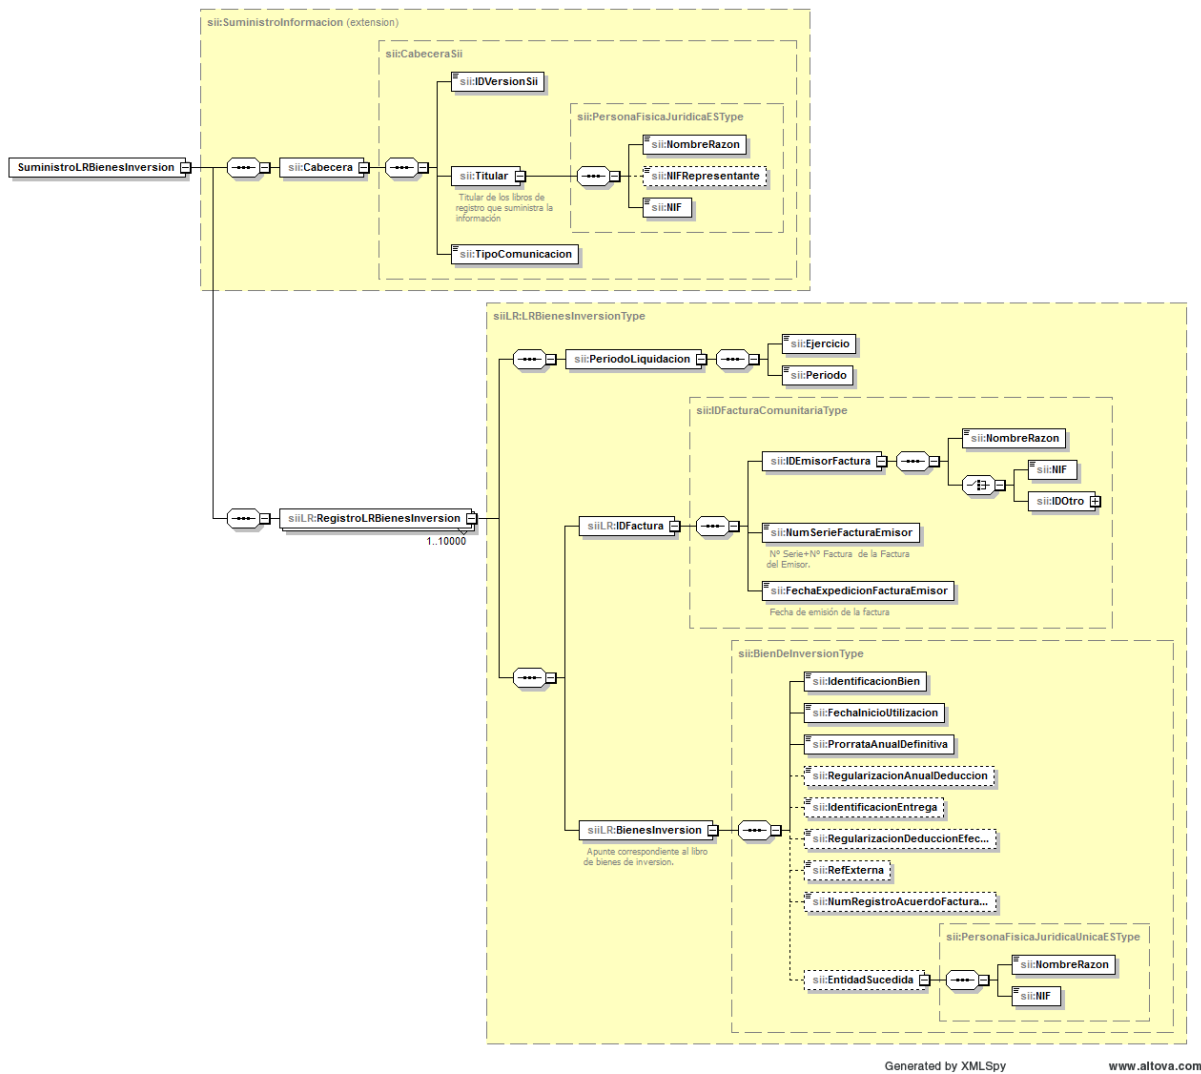 sii:SuministroInformacion (extension)
sii:CabeceraSii
sii:IDVersionSii
sii:PersonaFisicaJuridicaESType
sii:NombreRazon
SuministroLRBienesInversion
sii:Cabecera
sii:Titular
sii:NIFRepresentante
Titular de los libros de
registro que suministra la
información
sii:NIF
sii:TipoComunicacion
siiLR:LRBienesInversionType
sii:PeriodoLiquidacion
sii:Ejercicio
sii:Periodo
sii:IDFacturaComunitariaType
sii:IDEmisorFactura
sii:NombreRazon
sii:NIF
sii:IDOtro
siiLR:RegistroLRBienesInversion
1..10000
siiLR:IDFactura
sii:NumSerieFacturaEmisor
Nº Serie+Nº Factura  de la Factura
del Emisor.
sii:FechaExpedicionFacturaEmisor
Fecha de emisión de la factura
sii:BienDeInversionType
sii:IdentificacionBien
sii:FechaInicioUtilizacion
sii:ProrrataAnualDefinitiva
sii:RegularizacionAnualDeduccion
sii:IdentificacionEntrega
siiLR:BienesInversion
Apunte correspondiente al libro
de bienes de inversion.
sii:RegularizacionDeduccionEfec...
sii:RefExterna
sii:NumRegistroAcuerdoFactura...
sii:PersonaFisicaJuridicaUnicaESType
sii:EntidadSucedida
sii:NombreRazon
sii:NIF
Generated by XMLSpy
www.altova.com